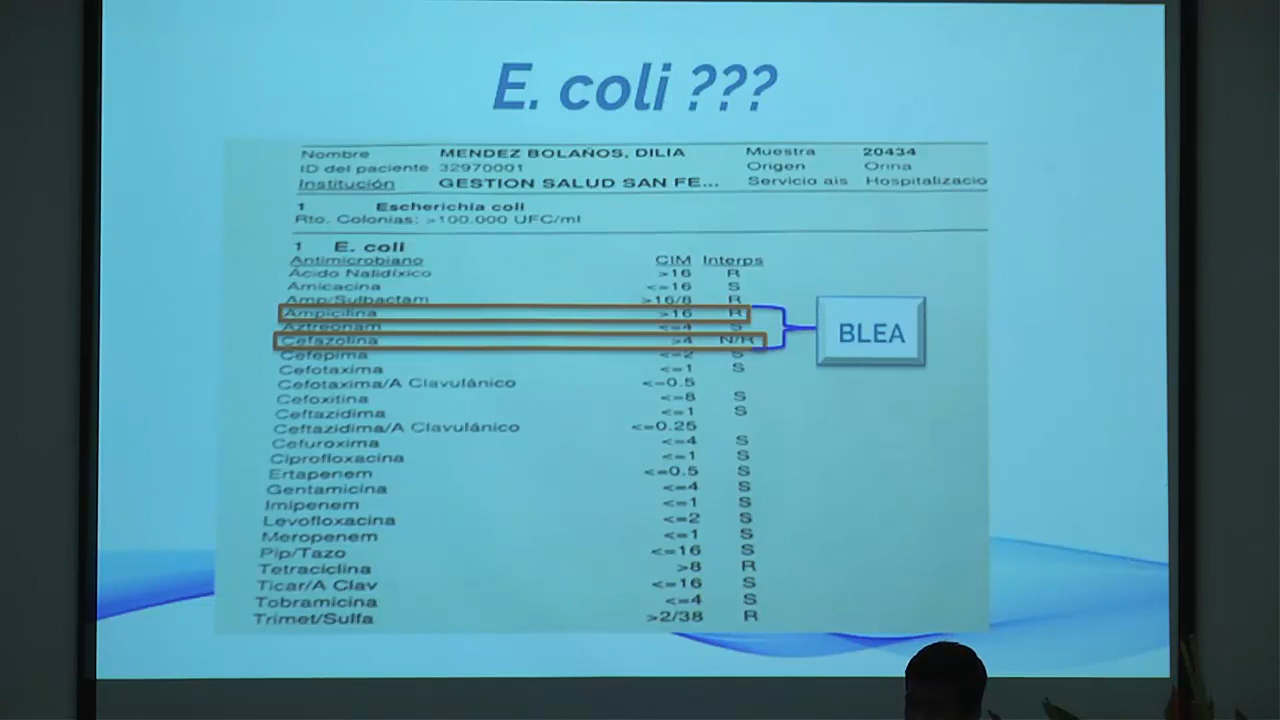 E. coli ???
Nombre MENDEZ BOLAÑOS, DILIA Muestra 20434
ID del paciente 32970001 Origen Orina
Institución GESTION SALUD SAN FE... Servicio ais Hospitalizacio
1 Escherichia coli
Rto. Colonias: >100.000 UFC/ml
1 E. coli
Antimicrobiano CIM Interps
Ácido Nalidíxico >16 R
Amicacina <=16 S
Amp/Sulbactam >16/8 R
Ampicilina >16 R
Aztreonam <=4 S
Cefazolina >4 N/R
BLEA
Cefepima <=2 S
Cefotaxima <=1 S
Cefotaxima/A Clavulánico <=0.5
Cefoxitina <=8 S
Ceftazidima <=1 S
Ceftazidima/A Clavulánico <=0.25
Cefuroxima <=4 S
Ciprofloxacina <=1 S
Ertapenem <=0.5 S
Gentamicina <=4 S
Imipenem <=1 S
Levofloxacina <=2 S
Meropenem <=1 S
Pip/Tazo <=16 S
Tetraciclina >8 R
Ticar/A Clav <=16 S
Tobramicina <=4 S
Trimet/Sulfa >2/38 R